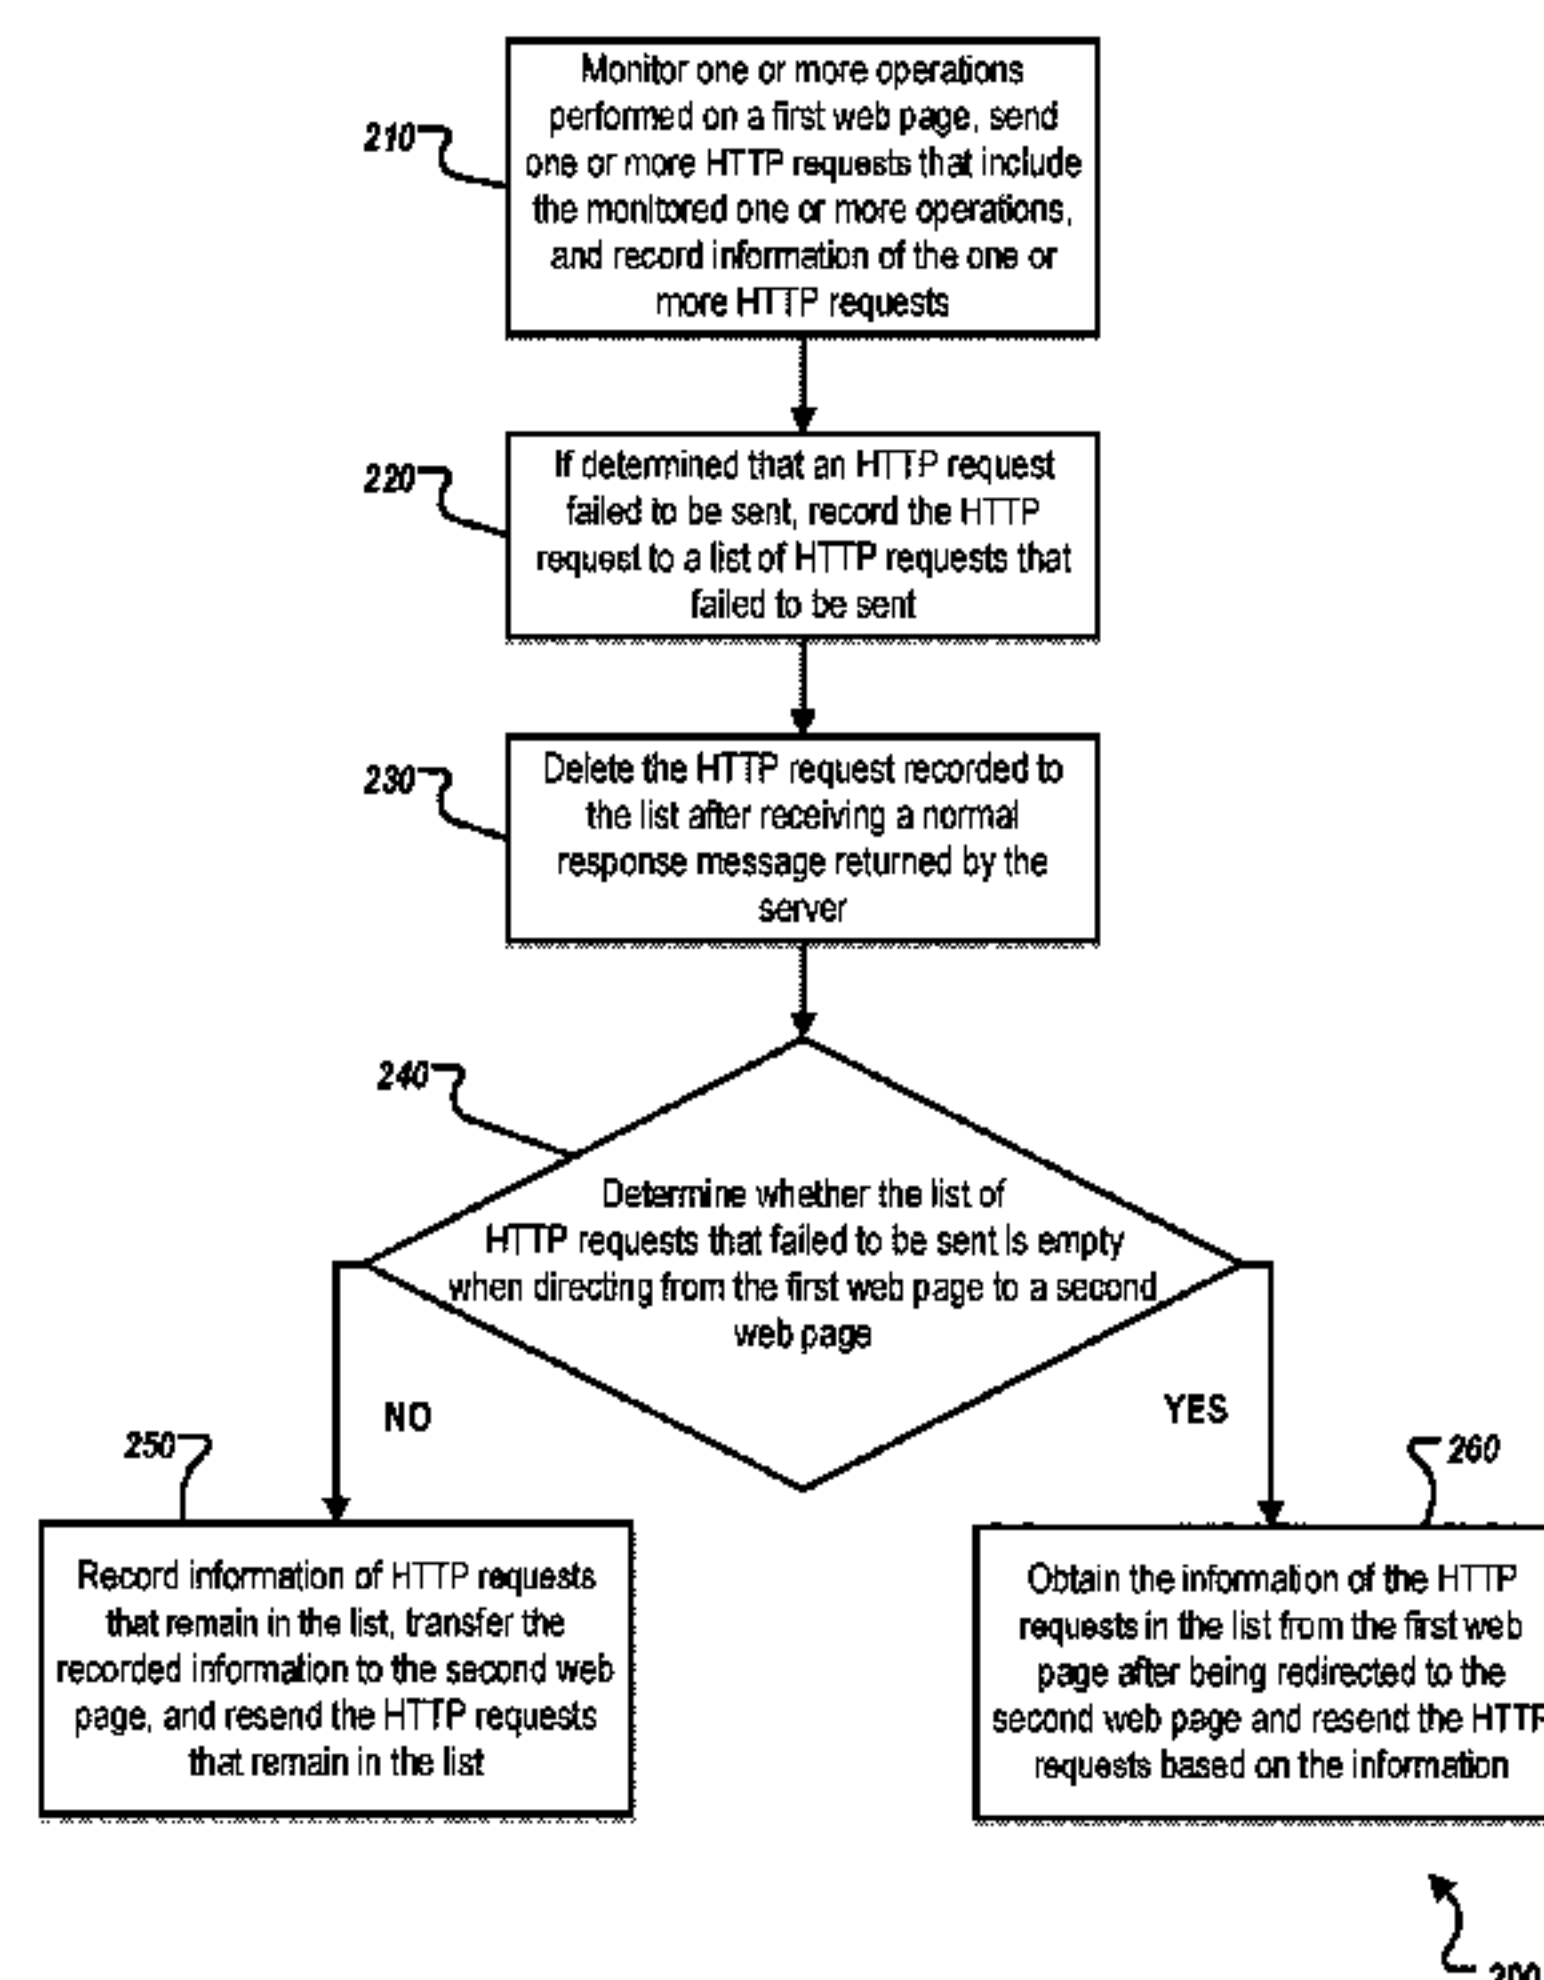 210
Monitor one or more operations
performed on a first web page, send
one or more HTTP requests that include
the monitored one or more operations,
and record information of the one or
more HTTP requests
220
If determined that an HTTP request
failed to be sent, record the HTTP
request to a list of HTTP requests that
failed to be sent
230
Delete the HTTP request recorded to
the list after receiving a normal
response message returned by the
server
240
Determine whether the list of
HTTP requests that failed to be sent is empty
when directing from the first web page to a second
web page
NO
YES
250
Record information of HTTP requests
that remain in the list, transfer the
recorded information to the second web
page, and resend the HTTP requests
that remain in the list
260
Obtain the information of the HTTP
requests in the list from the first web
page after being redirected to the
second web page and resend the HTTP
requests based on the information